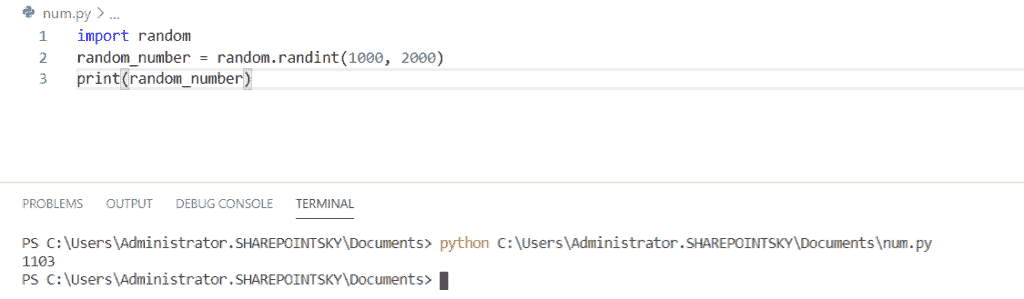 num.py > ...
1 import random
2 random_number = random.randint(1000, 2000)
3 print(random_number)
PROBLEMS OUTPUT DEBUG CONSOLE TERMINAL
PS C:\Users\Administrator.SHAREPOINTSKY\Documents> python C:\Users\Administrator.SHAREPOINTSKY\Documents\num.py
1103
PS C:\Users\Administrator.SHAREPOINTSKY\Documents>